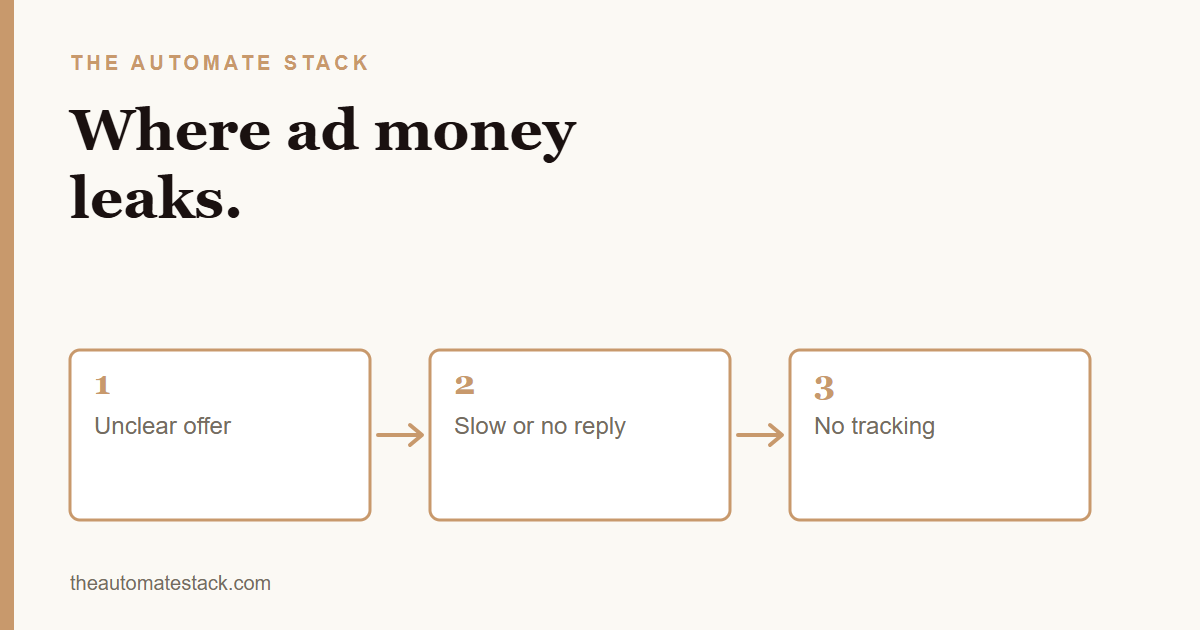 THE AUTOMATE STACK
Where ad money
leaks.
1
Unclear offer
2
Slow or no reply
3
No tracking
theautomatestack.com